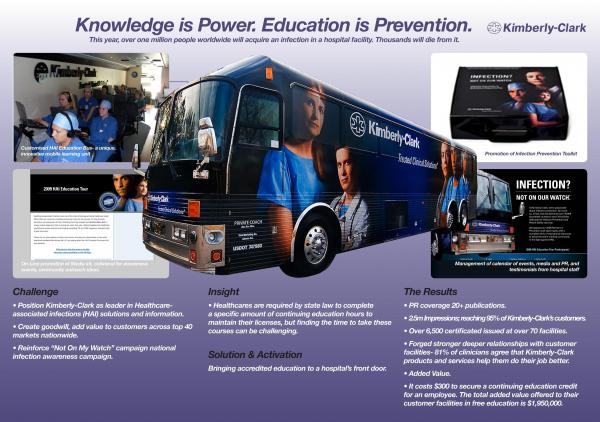 Knowledge is Power. Education is Prevention.
Kimberly-Clark
This year, over one million people worldwide will acquire an infection in a hospital facility. Thousands will die from it.
Kimberly-Clark
Customised HAI Education Bus- a unique,
innovative mobile learning unit
Kimberly-Clark
Trusted Clinical Solutions*
PRIVATE COACH
USDOT 707880
INFECTION?
Promotion of Infection Prevention Toolkit
2009 HAI Education Tour
On-Line promotion of Media kit, collateral for awareness
events, community outreach ideas
INFECTION?
NOT ON OUR WATCH
Management of calendar of events, media and PR, and
testimonials from hospital staff
Challenge
• Position Kimberly-Clark as leader in Healthcare-
associated infections (HAI) solutions and information.
• Create goodwill, add value to customers across top 40
markets nationwide.
• Reinforce “Not On My Watch” campaign national
infection awareness campaign.
Insight
• Healthcares are required by state law to complete
a specific amount of continuing education hours to
maintain their licenses, but finding the time to take these
courses can be challenging.
Solution & Activation
Bringing accredited education to a hospital's front door.
The Results
• PR coverage 20+ publications.
• 2.5m Impressions; reaching 95% of Kimberly-Clark's customers.
• Over 6,500 certificated issued at over 70 facilities.
• Forged stronger deeper relationships with customer
facilities- 81% of clinicians agree that Kimberly-Clark
products and services help them do their job better.
• Added Value.
• It costs $300 to secure a continuing education credit
for an employee. The total added value offered to their
customer facilities in free education is $1,950,000.